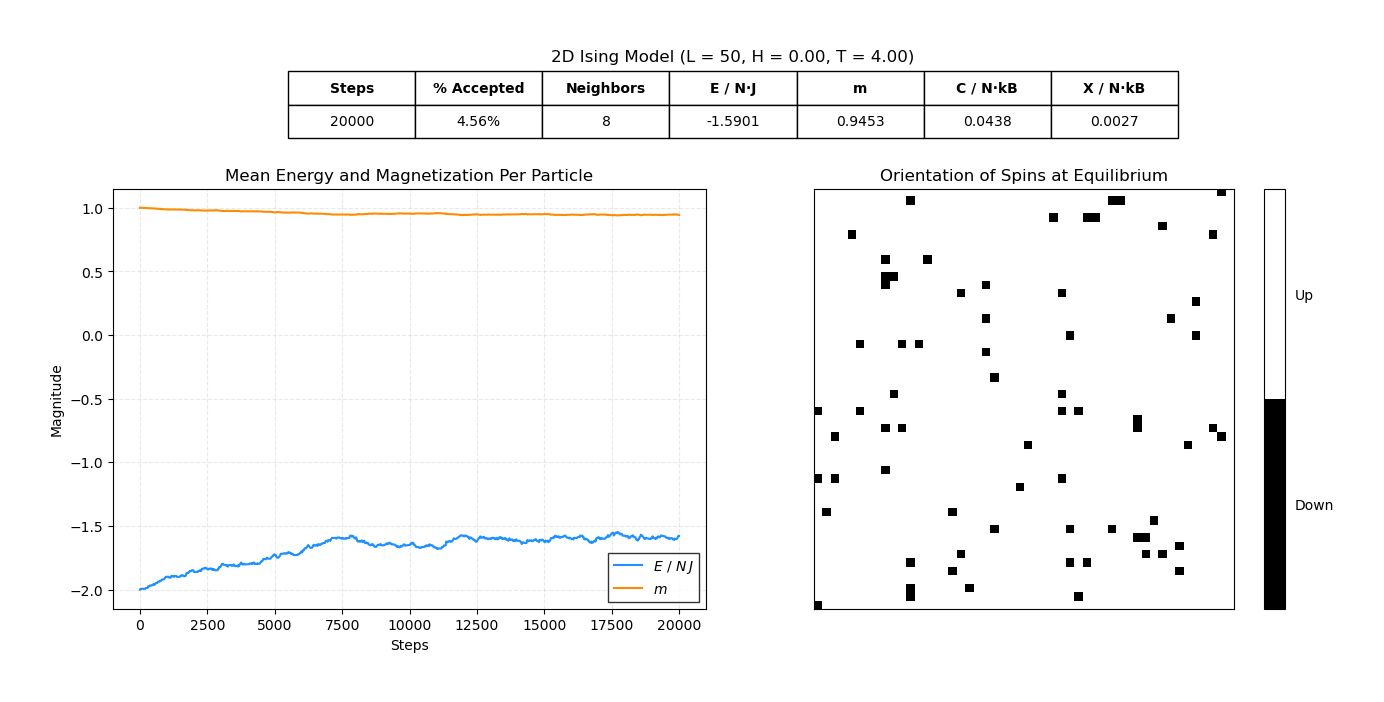 2D Ising Model (L = 50, H = 0.00, T = 4.00)
Steps % Accepted Neighbors E / N·J m C / N·kB X / N·kB
20000 4.56% 8 -1.5901 0.9453 0.0438 0.0027
Mean Energy and Magnetization Per Particle
1.0
0.5
0.0
−0.5
−1.0
−1.5
−2.0
Magnitude
0 2500 5000 7500 10000 12500 15000 17500 20000
Steps
E / N J
m
Orientation of Spins at Equilibrium
Up
Down